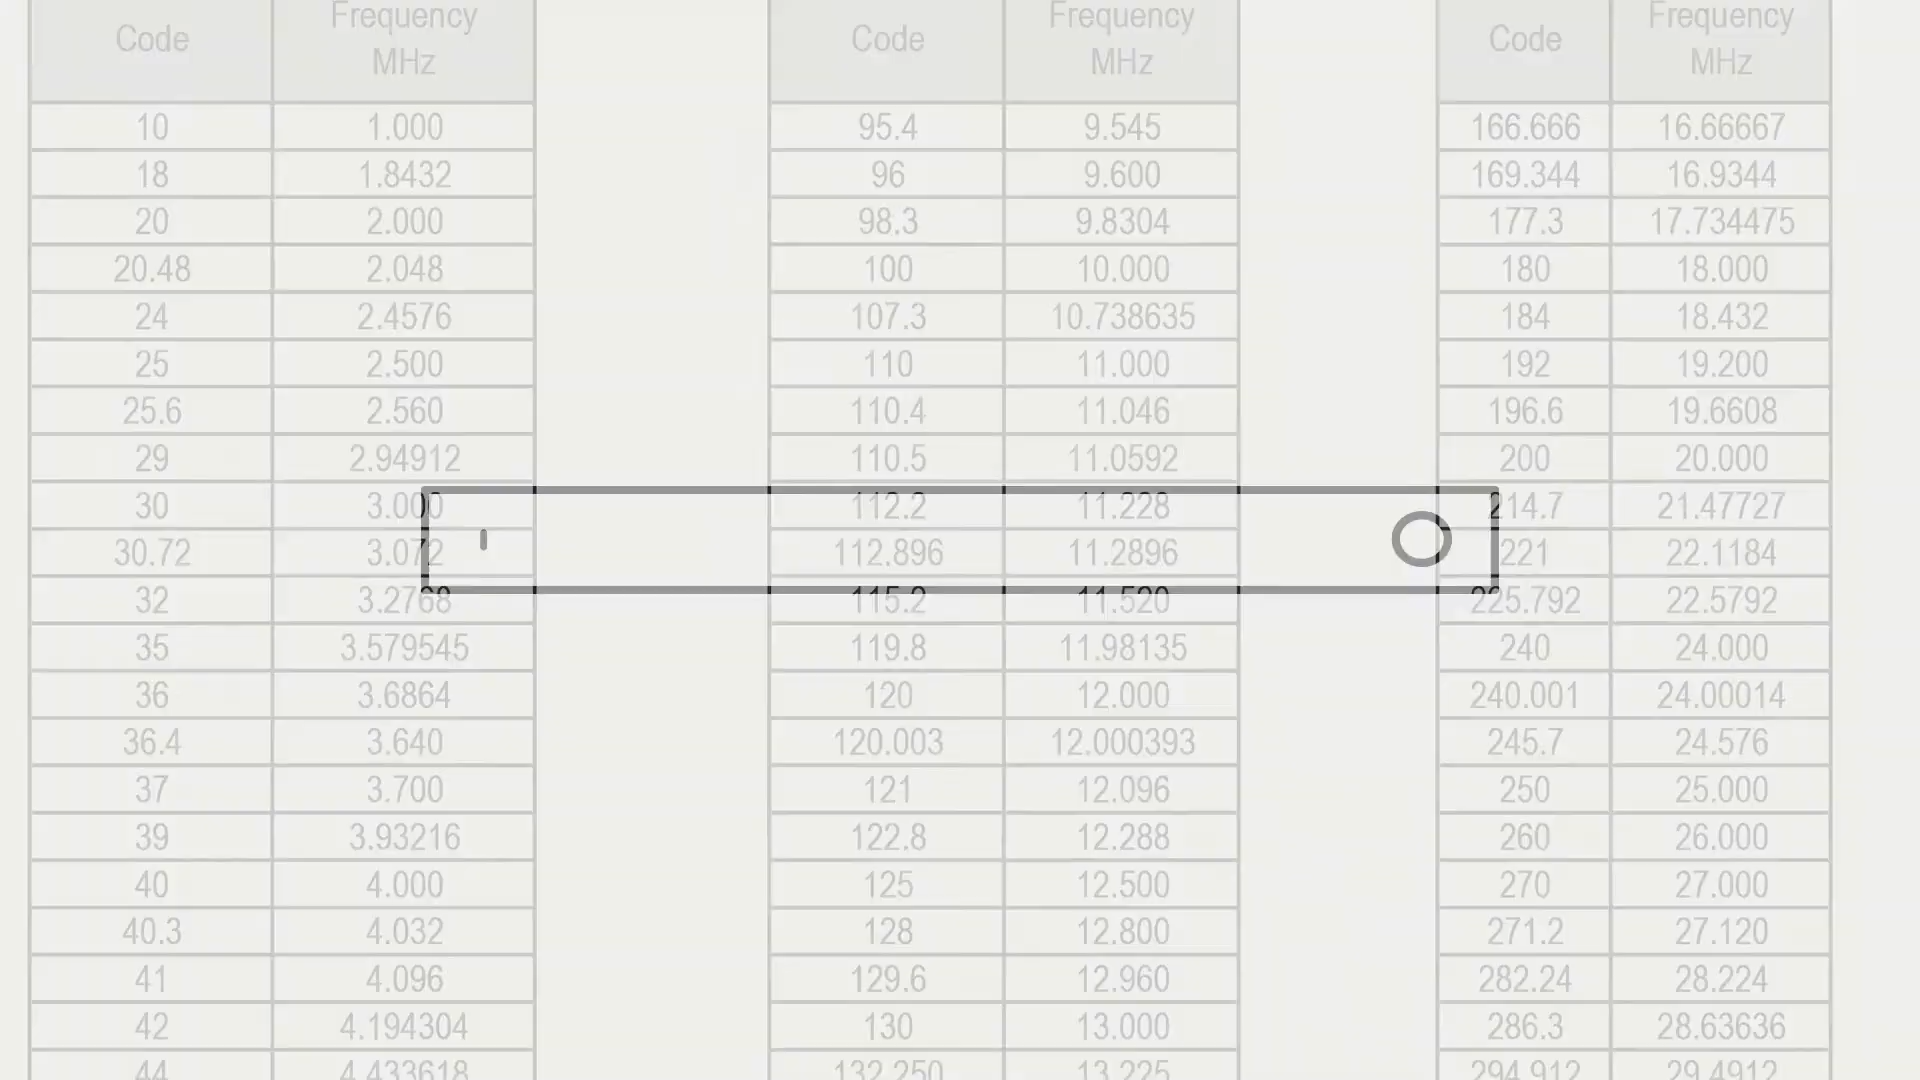 Code Frequency MHz Code Frequency MHz Code Frequency MHz
10 1.000 95.4 9.545 166.666 16.66667
18 1.8432 96 9.600 169.344 16.9344
20 2.000 98.3 9.8304 177.3 17.734475
20.48 2.048 100 10.000 180 18.000
24 2.4576 107.3 10.738635 184 18.432
25 2.500 110 11.000 192 19.200
25.6 2.560 110.4 11.046 196.6 19.6608
29 2.94912 110.5 11.0592 200 20.000
30 3.000 112.2 11.228 214.7 21.47727
30.72 3.072 112.896 11.2896 221 22.1184
32 3.2768 115.2 11.520 225.792 22.5792
35 3.579545 119.8 11.98135 240 24.000
36 3.6864 120 12.000 240.001 24.00014
36.4 3.640 120.003 12.000393 245.7 24.576
37 3.700 121 12.096 250 25.000
39 3.93216 122.8 12.288 260 26.000
40 4.000 125 12.500 270 27.000
40.3 4.032 128 12.800 271.2 27.120
41 4.096 129.6 12.960 282.24 28.224
42 4.194304 130 13.000 286.3 28.63636
44 4.433618 132.250 13.225 294.912 29.4912